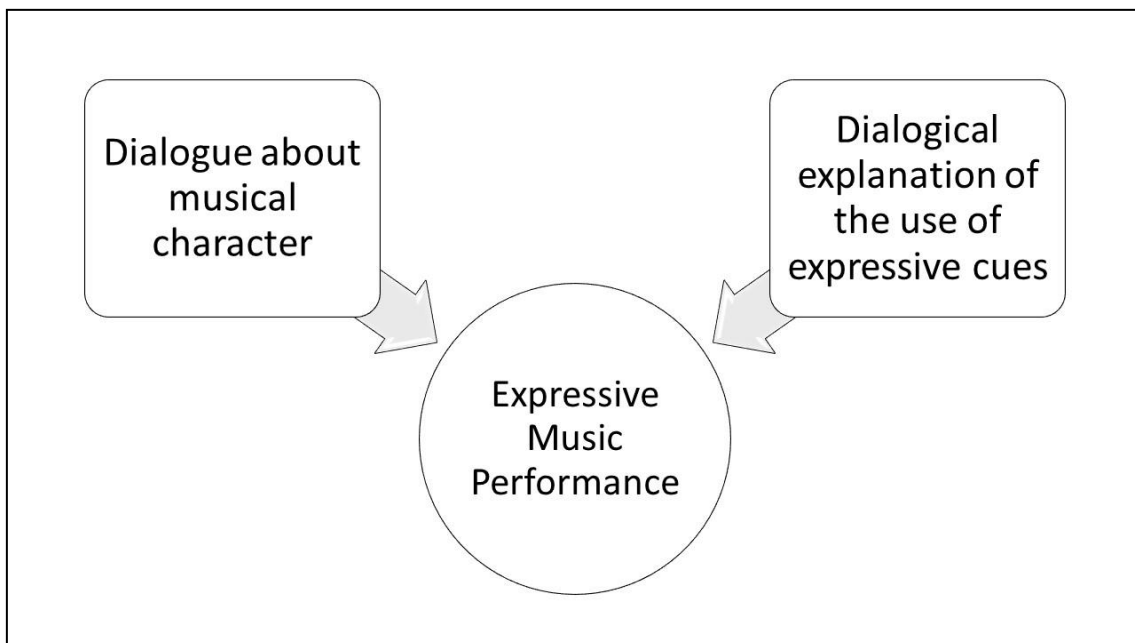 Dialogue about
musical
character
Dialogical
explanation of
the use of
expressive cues
Expressive
Music
Performance